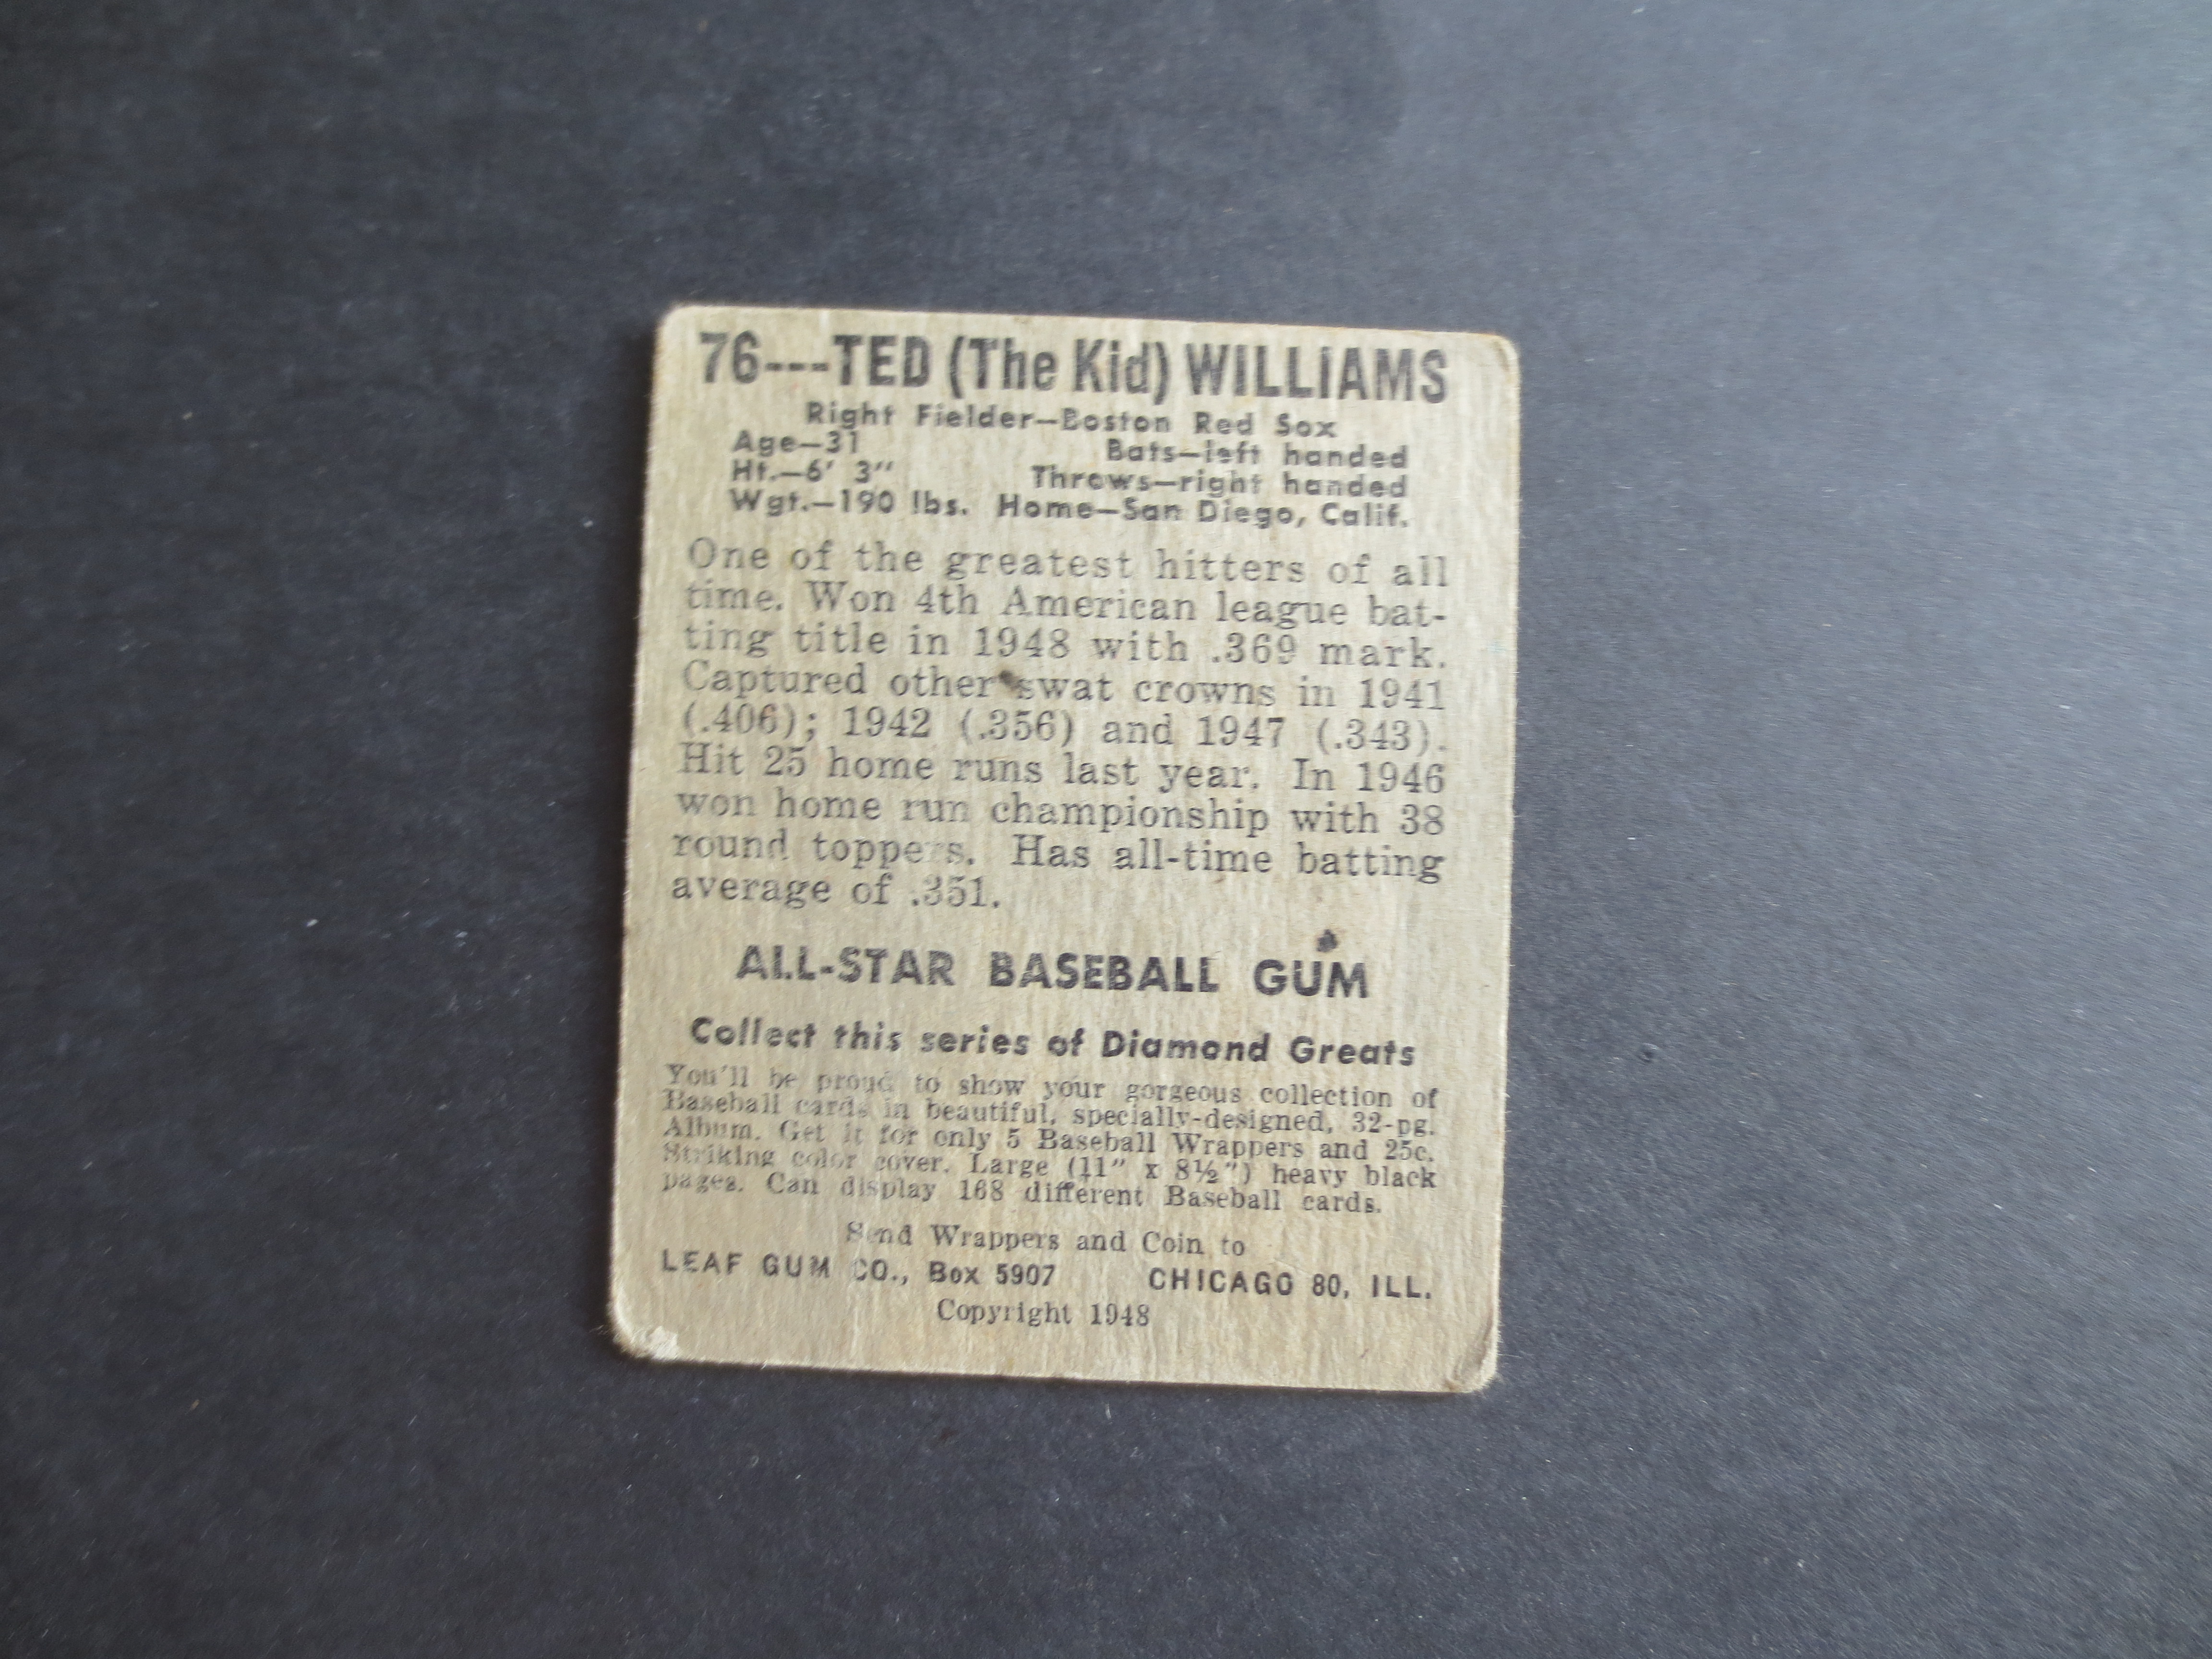 76---TED (The Kid) WILLIAMS
Right Fielder—Boston Red Sox
Age—31 Bats—left handed
Ht.—6' 3" Throws—right handed
Wgt.—190 lbs. Home—San Diego, Calif.
One of the greatest hitters of all
time. Won 4th American league bat-
ting title in 1948 with .369 mark.
Captured other swat crowns in 1941
(.406); 1942 (.356) and 1947 (.343).
Hit 25 home runs last year. In 1946
won home run championship with 38
round toppers. Has all-time batting
average of .351.
ALL-STAR BASEBALL GUM
Collect this series of Diamond Greats
You'll be proud to show your gorgeous collection of
Baseball cards in beautiful, specially-designed, 32-pg.
Album. Get it for only 5 Baseball Wrappers and 25c.
Striking color cover. Large (11" x 8½") heavy black
pages. Can display 168 different Baseball cards.
Send Wrappers and Coin to
LEAF GUM CO., Box 5907 CHICAGO 80, ILL.
Copyright 1948